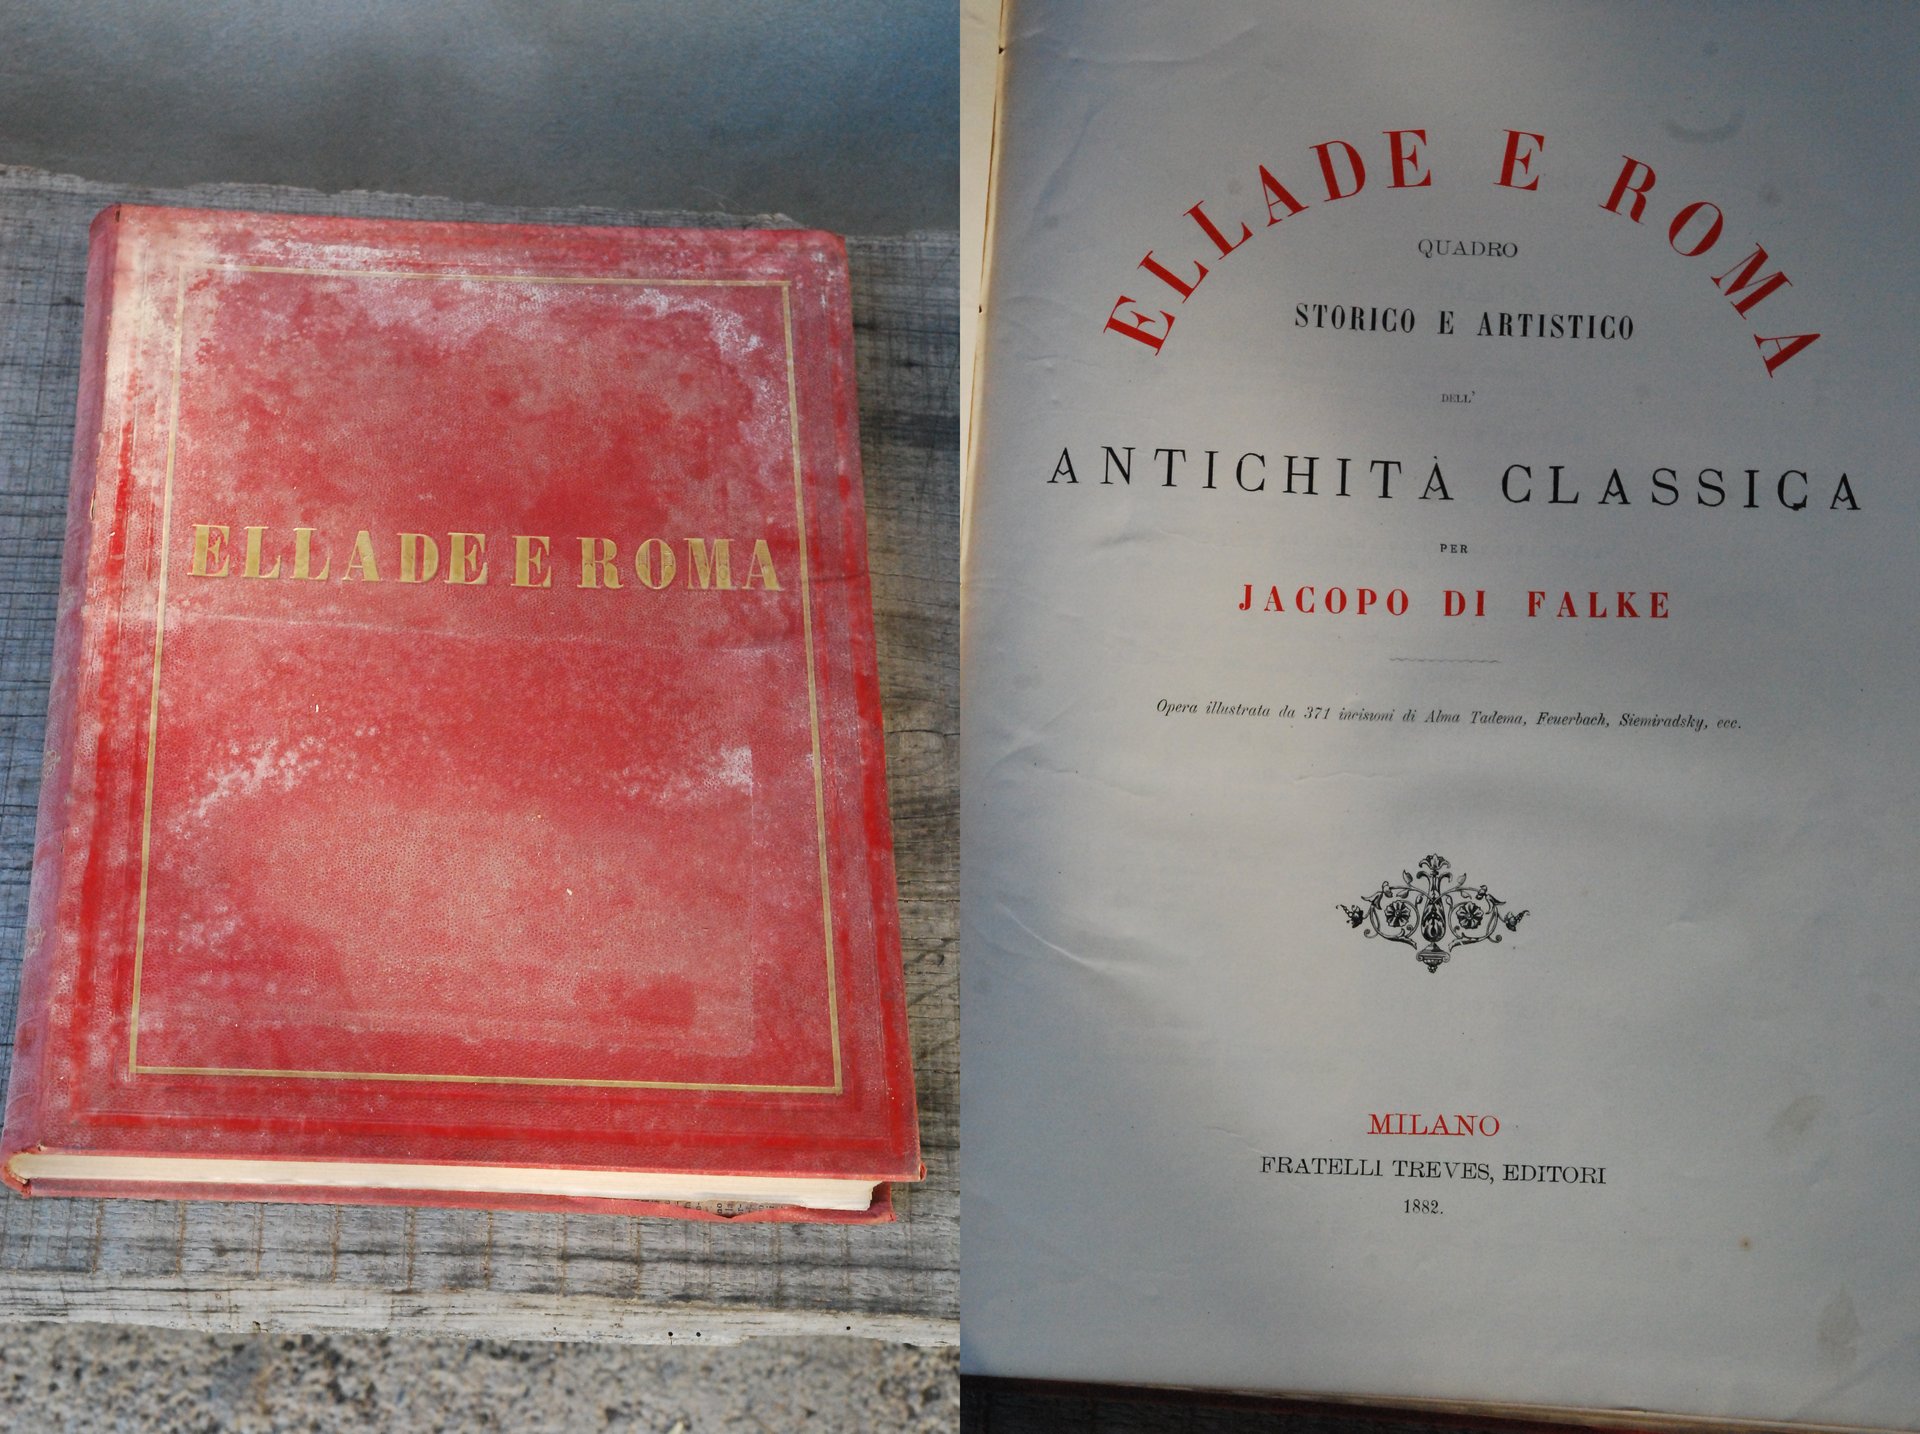 ELLADE E ROMA
ELLADE E ROMA
QUADRO
STORICO E ARTISTICO
DELL'
ANTICHITÀ CLASSICA
PER
JACOPO DI FALKE
Opera illustrata da 371 incisioni di Alma Tadema, Feuerbach, Siemiradsky, ecc.
MILANO
FRATELLI TREVES, EDITORI
1882.